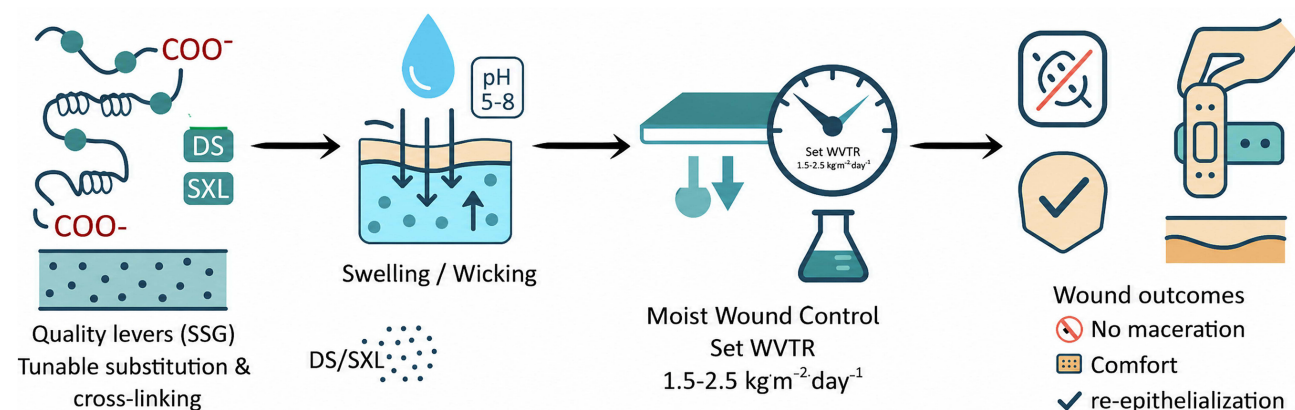 COO⁻
DS
SXL
COO-
Quality levers (SSG)
Tunable substitution &
cross-linking
pH
5-8
Swelling / Wicking
DS/SXL
Set WVTR
1.5-2.5 kg·m⁻²·day⁻¹
Moist Wound Control
Set WVTR
1.5-2.5 kg·m⁻²·day⁻¹
Wound outcomes
No maceration
Comfort
re-epithelialization